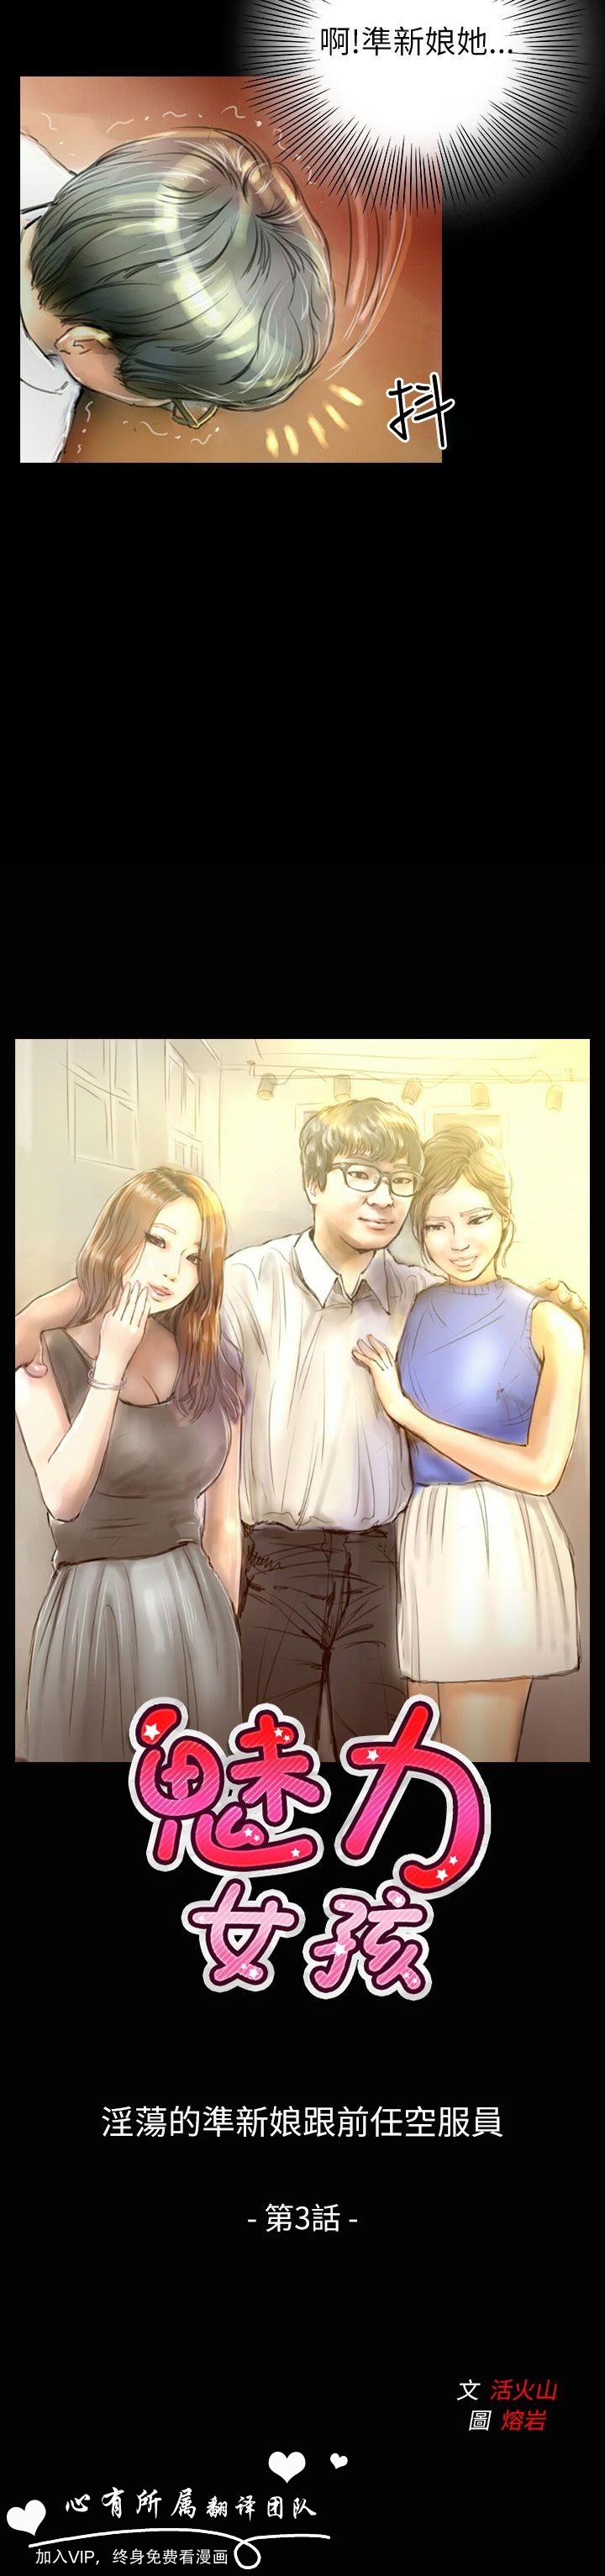 啊!準新娘她...
抖
魅力
女孩
淫蕩的準新娘跟前任空服員
- 第3話 -
文 活火山
圖 熔岩
心有所属翻译团队
加入VIP，终身免费看漫画